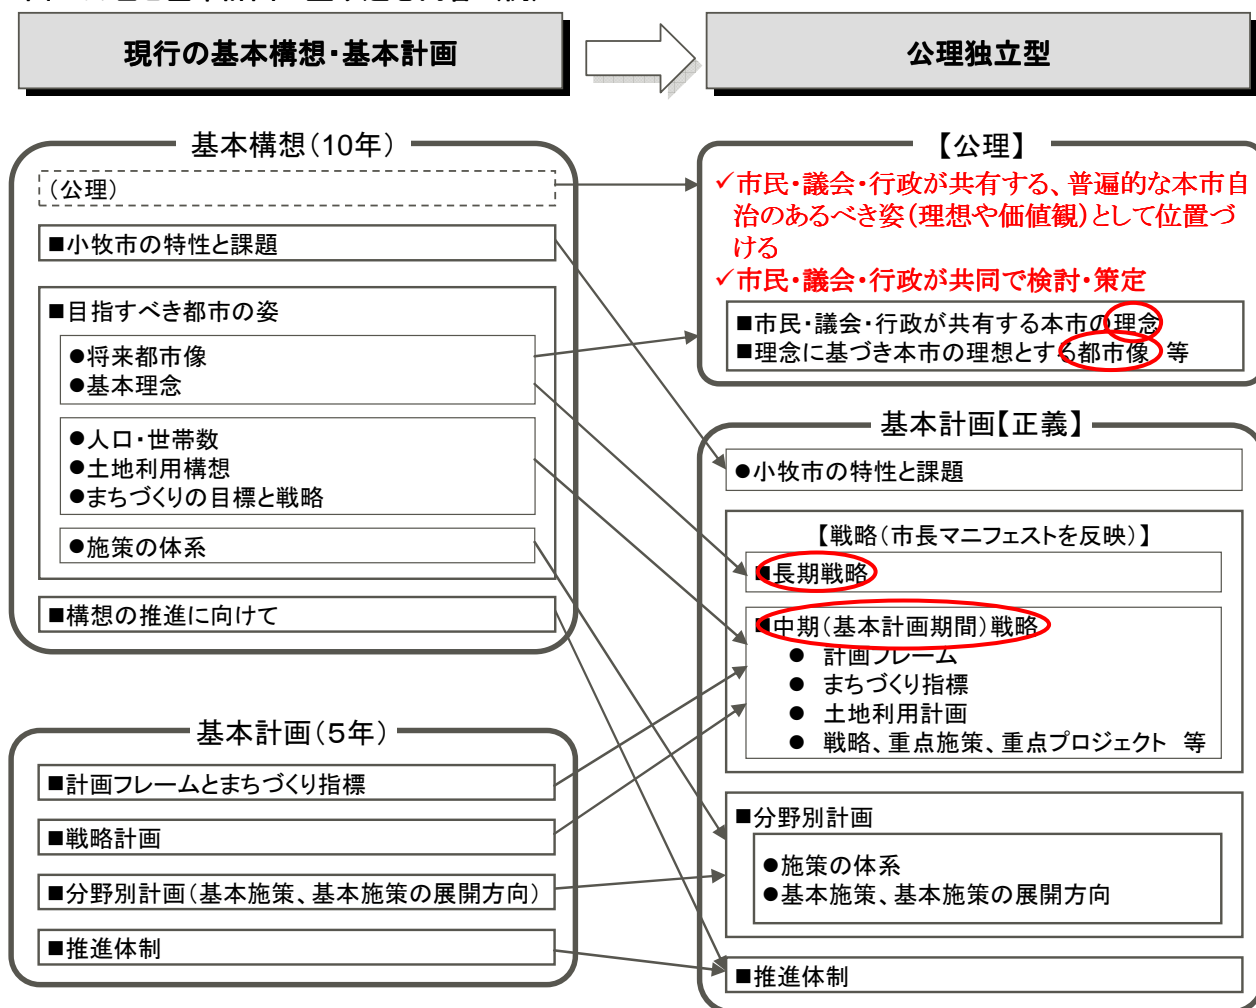 現行の基本構想・基本計画
公理独立型
基本構想(10年)
(公理)
■小牧市の特性と課題
■目指すべき都市の姿
●将来都市像
●基本理念
●人口・世帯数
●土地利用構想
●まちづくりの目標と戦略
●施策の体系
■構想の推進に向けて
基本計画(5年)
■計画フレームとまちづくり指標
■戦略計画
■分野別計画(基本施策、基本施策の展開方向)
■推進体制
【公理】
✓市民・議会・行政が共有する、普遍的な本市自
治のあるべき姿(理想や価値観)として位置づ
ける
✓市民・議会・行政が共同で検討・策定
■市民・議会・行政が共有する本市の理念
■理念に基づき本市の理想とする都市像 等
基本計画【正義】
●小牧市の特性と課題
【戦略(市長マニフェストを反映)】
■長期戦略
■中期(基本計画期間)戦略
● 計画フレーム
● まちづくり指標
● 土地利用計画
● 戦略、重点施策、重点プロジェクト 等
■分野別計画
●施策の体系
●基本施策、基本施策の展開方向
■推進体制